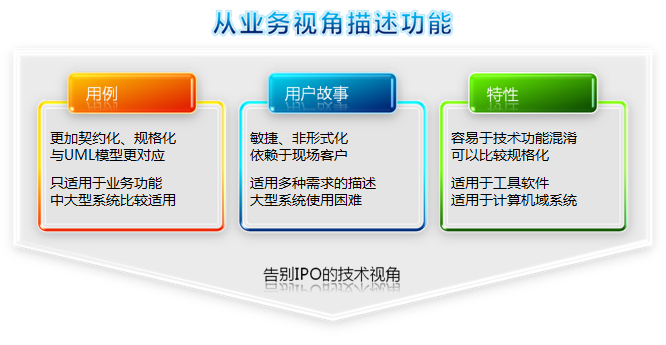 从业务视角描述功能
用例
更加契约化、规格化
与UML模型更对应
只适用于业务功能
中大型系统比较适用
用户故事
敏捷、非形式化
依赖于现场客户
适用多种需求的描述
大型系统使用困难
特性
容易于技术功能混淆
可以比较规格化
适用于工具软件
适用于计算机域系统
告别IPO的技术视角